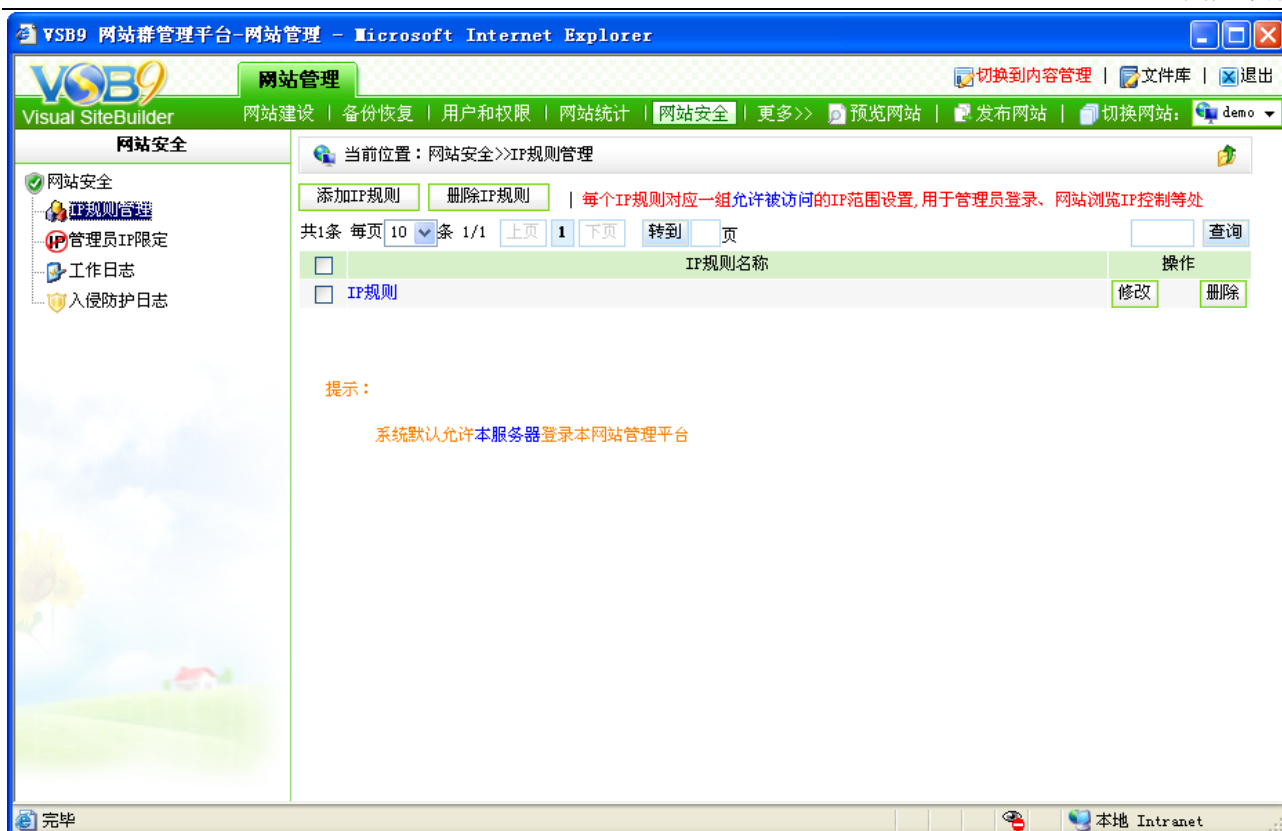 VSB9 网站群管理平台-网站管理 - Microsoft Internet Explorer
VSB9
Visual SiteBuilder
网站管理
切换到内容管理 | 文件库 | 退出
网站建设 | 备份恢复 | 用户和权限 | 网站统计 | 网站安全 | 更多>> 预览网站 | 发布网站 | 切换网站: demo
网站安全
网站安全
IP规则管理
IP管理员IP限定
工作日志
入侵防护日志
当前位置：网站安全>>IP规则管理
添加IP规则 删除IP规则 | 每个IP规则对应一组允许被访问的IP范围设置,用于管理员登录、网站浏览IP控制等处
共1条 每页 10 条 1/1 上页 1 下页 转到 页 查询
IP规则名称 操作
IP规则 修改 删除
提示：
系统默认允许本服务器登录本网站管理平台
完毕 本地 Intranet